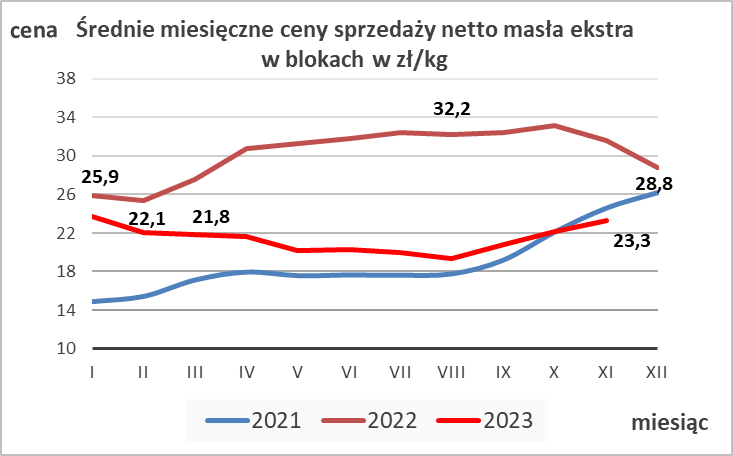 cena Średnie miesięczne ceny sprzedaży netto masła ekstra
w blokach w zł/kg
38
34
30
26
22
18
14
10
25,9
22,1
21,8
32,2
28,8
23,3
I II III IV V VI VII VIII IX X XI XII
2021 2022 2023
miesiąc